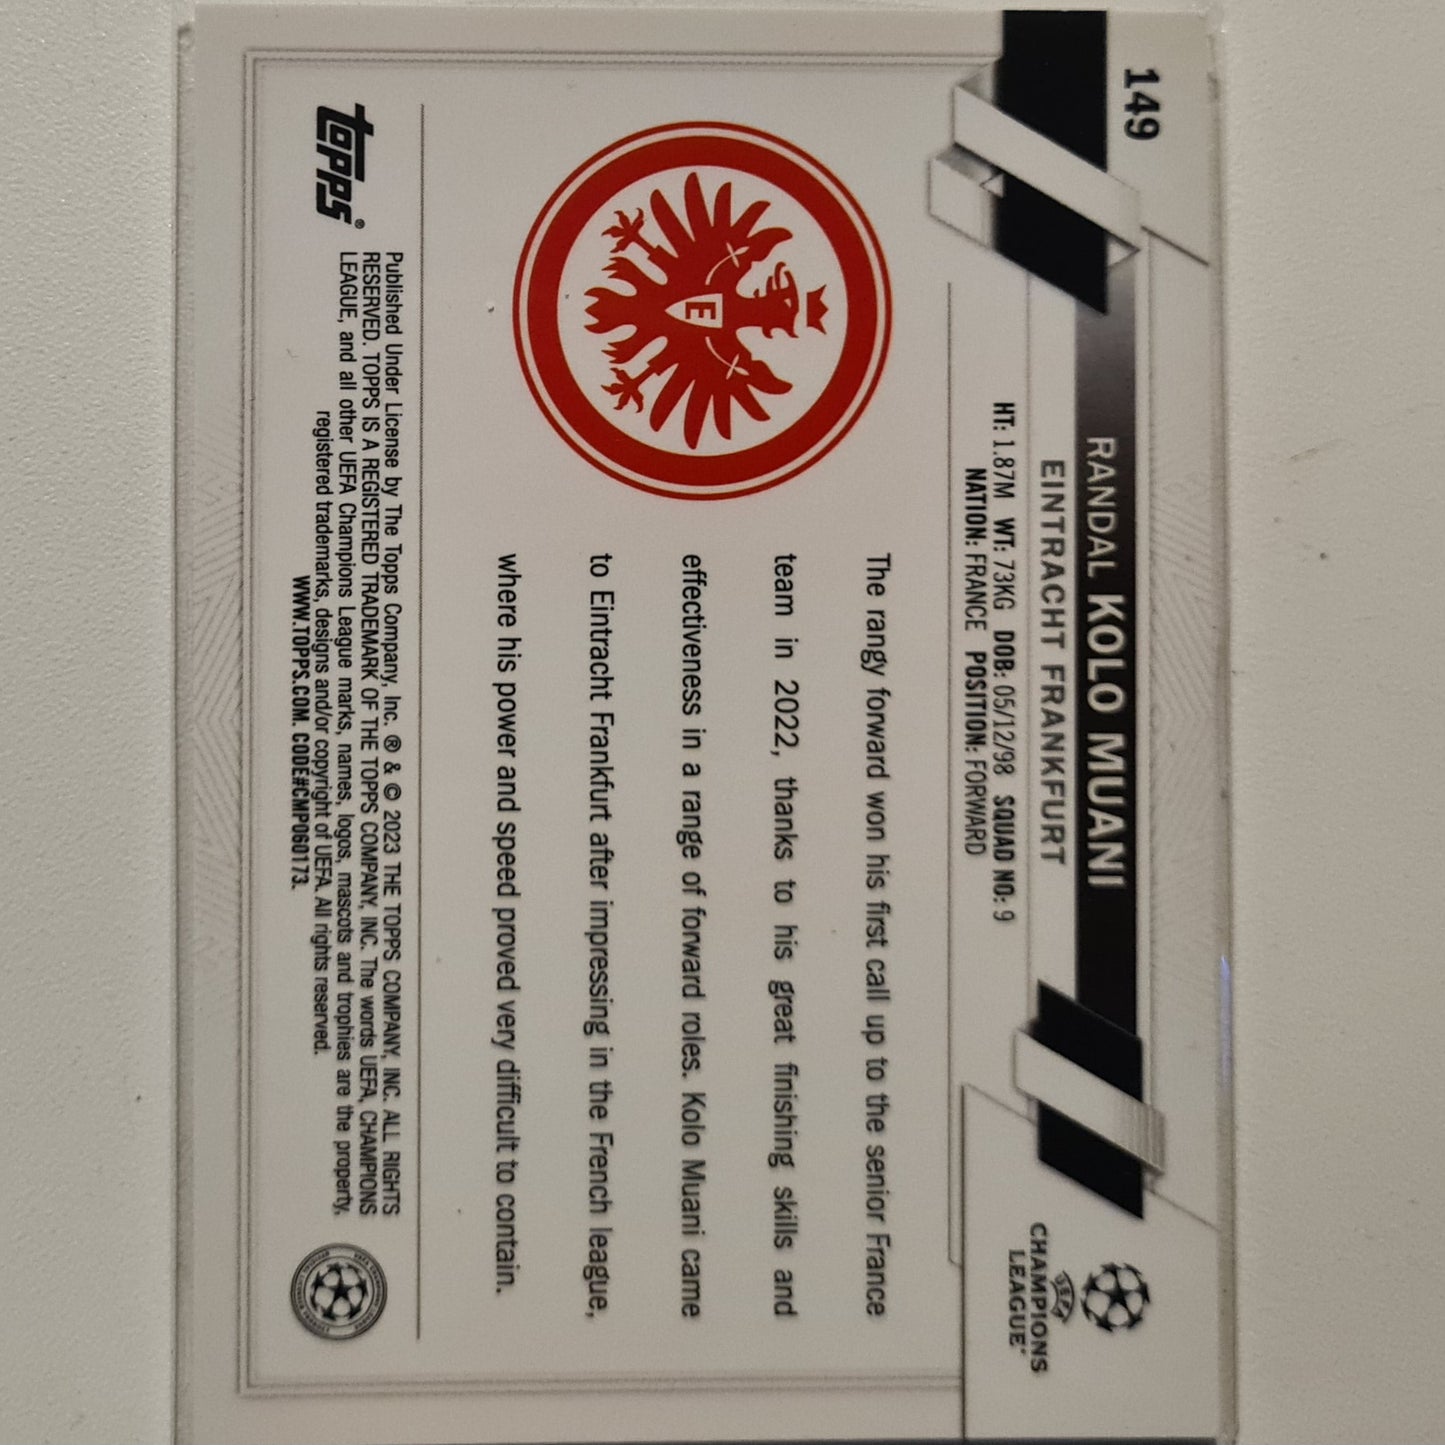 149
RANDAL KOLO MUANI
EINTRACHT FRANKFURT
HT: 1.87M WT: 73KG DOB: 05/12/98 SQUAD NO: 9
NATION: FRANCE POSITION: FORWARD
UEFA
CHAMPIONS
LEAGUE
E
The rangy forward won his first call up to the senior France
team in 2022, thanks to his great finishing skills and
effectiveness in a range of forward roles. Kolo Muani came
to Eintracht Frankfurt after impressing in the French league,
where his power and speed proved very difficult to contain.
TOPPS®
Published Under License by The Topps Company, Inc. ® & © 2023 THE TOPPS COMPANY, INC. ALL RIGHTS
RESERVED. TOPPS IS A REGISTERED TRADEMARK OF THE TOPPS COMPANY, INC. The words UEFA, CHAMPIONS
LEAGUE, and all other UEFA Champions League marks, names, logos, mascots and trophies are the property,
registered trademarks, designs and/or copyright of UEFA. All rights reserved.
WWW.TOPPS.COM. CODE#CMP060173.